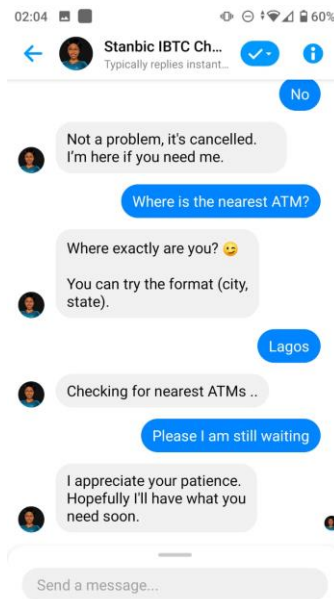 02:04 60%
Stanbic IBTC Ch...
Typically replies instant...
No
Not a problem, it's cancelled.
I'm here if you need me.
Where is the nearest ATM?
Where exactly are you? 😉
You can try the format (city,
state).
Lagos
Checking for nearest ATMs ..
Please I am still waiting
I appreciate your patience.
Hopefully I'll have what you
need soon.
Send a message...